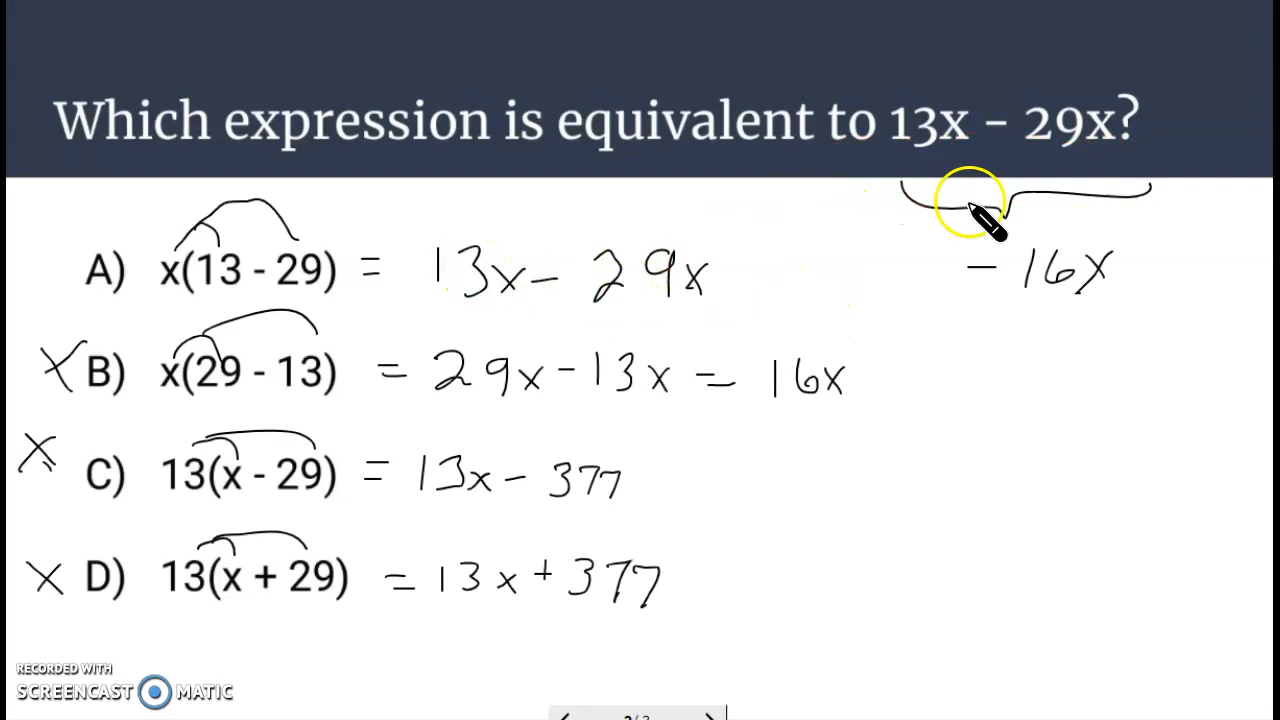 Which expression is equivalent to 13x - 29x?
A) x(13 - 29) = 13x - 29x
- 16x
X B) x(29 - 13) = 29x - 13x = 16x
X C) 13(x - 29) = 13x - 377
X D) 13(x + 29) = 13x + 377
RECORDED WITH
SCREENCAST MATIC